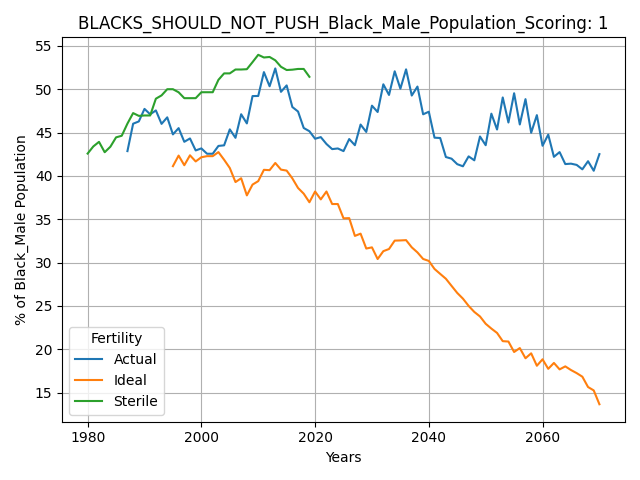 BLACKS_SHOULD_NOT_PUSH_Black_Male_Population_Scoring: 1
% of Black_Male Population
55
50
45
40
35
30
25
20
15
Fertility
Actual
Ideal
Sterile
1980 2000 2020 2040 2060
Years